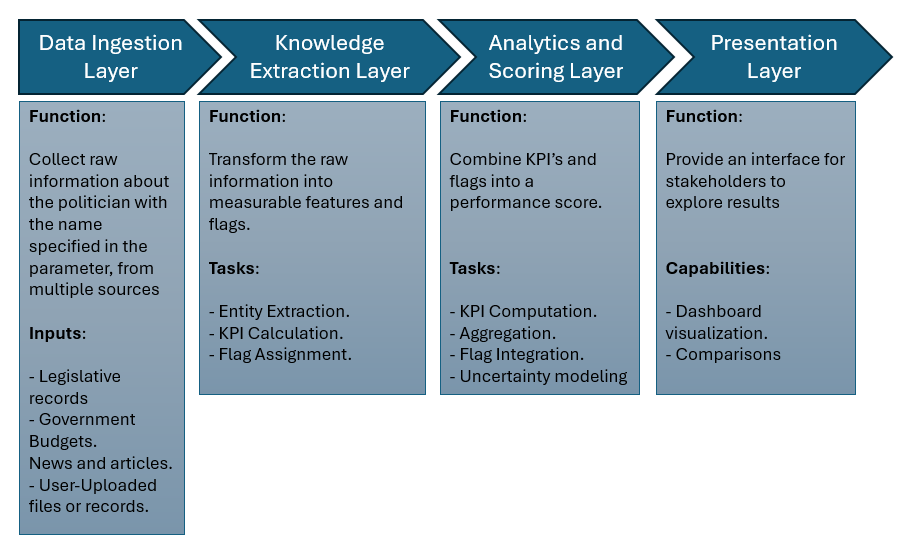 Data Ingestion
Layer
Knowledge
Extraction Layer
Analytics and
Scoring Layer
Presentation
Layer
Function:
Collect raw
information about
the politician with
the name
specified in the
parameter, from
multiple sources
Inputs:
- Legislative
records
- Government
Budgets.
News and articles.
- User-Uploaded
files or records.
Function:
Transform the raw
information into
measurable features and
flags.
Tasks:
- Entity Extraction.
- KPI Calculation.
- Flag Assignment.
Function:
Combine KPI’s and
flags into a
performance score.
Tasks:
- KPI Computation.
- Aggregation.
- Flag Integration.
- Uncertainty modeling
Function:
Provide an interface for
stakeholders to
explore results
Capabilities:
- Dashboard
visualization.
- Comparisons